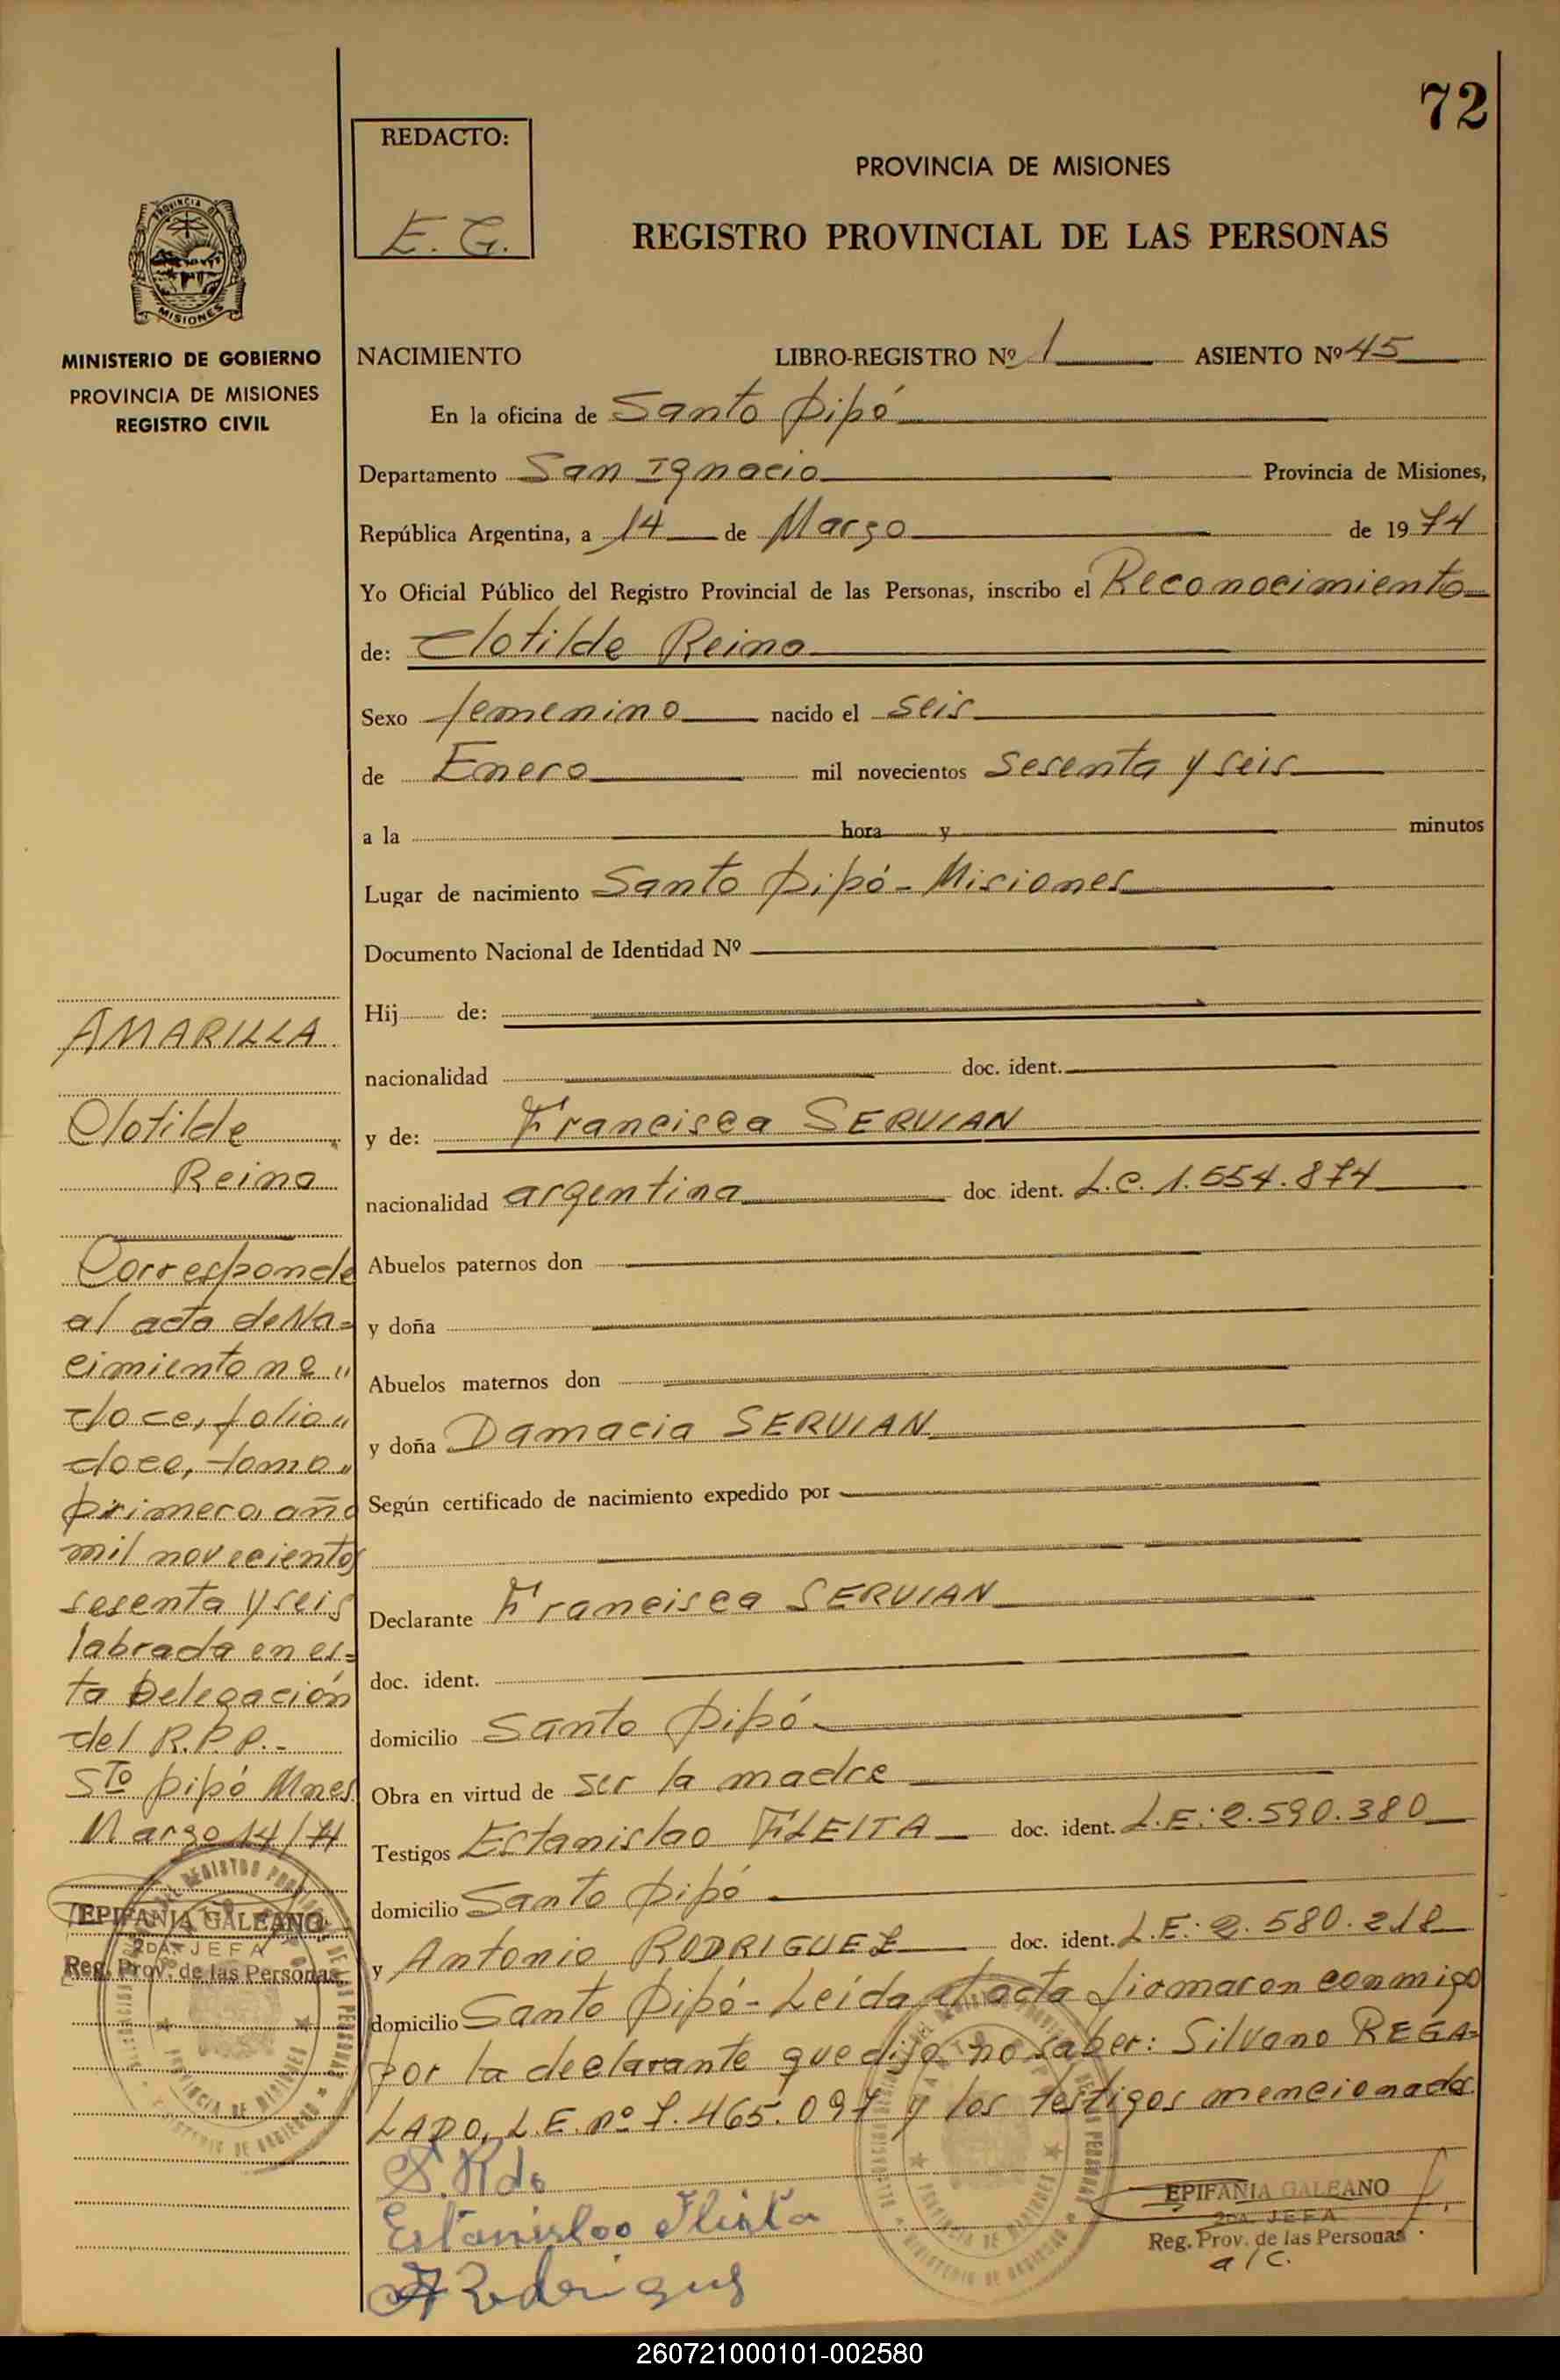 72
REDACTO:
E. G.
PROVINCIA DE MISIONES
REGISTRO PROVINCIAL DE LAS PERSONAS
PROVINCIA DE
MISIONES
MINISTERIO DE GOBIERNO
PROVINCIA DE MISIONES
REGISTRO CIVIL
NACIMIENTO LIBRO-REGISTRO Nº 1 ASIENTO Nº 45
En la oficina de Santo Pipó
Departamento San Ignacio Provincia de Misiones,
República Argentina, a 14 de Marzo de 1974
Yo Oficial Público del Registro Provincial de las Personas, inscribo el Reconocimiento
de: Clotilde Reina
Sexo femenino nacido el seis
de Enero mil novecientos sesenta y seis
a la hora y minutos
Lugar de nacimiento Santo Pipó - Misiones
Documento Nacional de Identidad Nº
Hij de:
nacionalidad doc. ident.
y de: Francisca SERVIAN
nacionalidad argentina doc. ident. L.C. 1.554.874
Abuelos paternos don
y doña
Abuelos maternos don
y doña Damacia SERVIAN
Según certificado de nacimiento expedido por
Declarante Francisca SERVIAN
doc. ident.
domicilio Santo Pipó
Obra en virtud de ser la madre
Testigos Estanislao FLEITA doc. ident. L.E: 2.590.380
domicilio Santo Pipó
y Antonio RODRIGUEZ doc. ident. L.E: 2.580.218
domicilio Santo Pipó - Leida el acta firmaron conmigo
por la declarante que dijo no saber: Silvano REGA=
LADO, L.E. nº 7.465.097 y los testigos mencionados
S. Rdo
Estanislao Fleita
A Rodrigues
EPIFANIA GALEANO
2DA. JEFA
Reg. Prov. de las Personas
a/c.
AMARILLA
Clotilde
Reina
Corresponde
al acta de Na=
cimiento nº "
doce, folio "
doce, tomo "
primero, año
mil novecientos
sesenta y seis
labrada en es=
ta Delegación
del R.P.P.-
Sto Pipó Mnes
Marzo 14/74
EPIFANIA GALEANO
2DA. JEFA
Reg. Prov. de las Personas
260721000101-002580